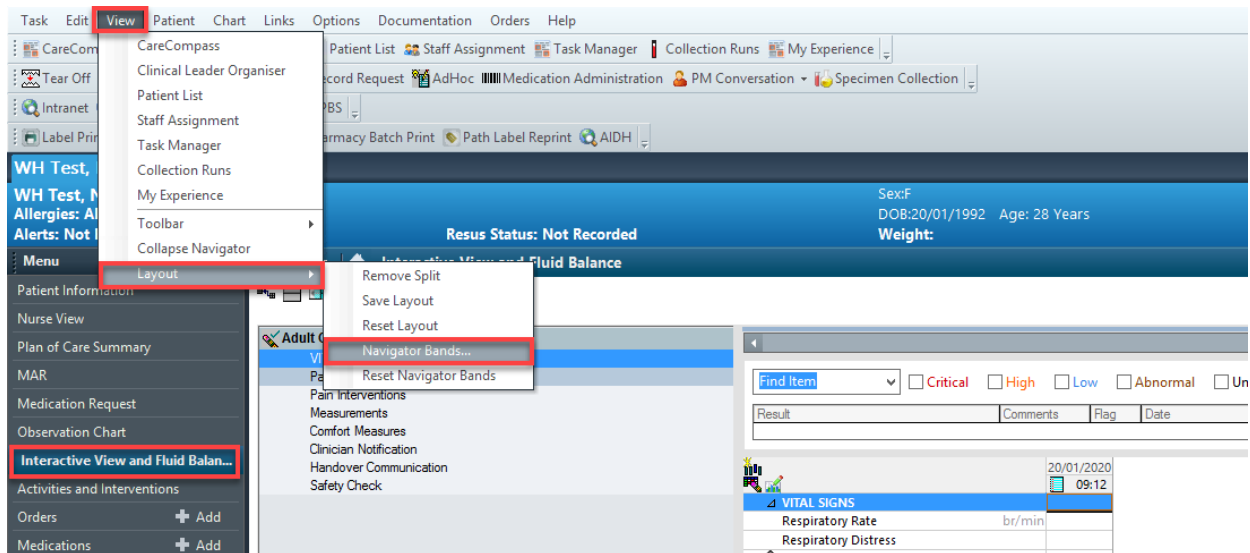 Task Edit View Patient Chart Links Options Documentation Orders Help
CareCom Patient List Staff Assignment Task Manager Collection Runs My Experience
Tear Off ecord Request AdHoc Medication Administration PM Conversation Specimen Collection
Intranet PBS
Label Prin armacy Batch Print Path Label Reprint AIDH
CareCompass
Clinical Leader Organiser
Patient List
Staff Assignment
Task Manager
Collection Runs
My Experience
Toolbar
Collapse Navigator
Layout
Remove Split
Save Layout
Reset Layout
Navigator Bands...
Reset Navigator Bands
WH Test,
WH Test, N
Allergies: Al
Alerts: Not
Resus Status: Not Recorded
Sex:F
DOB:20/01/1992 Age: 28 Years
Weight:
Menu
Interactive View and Fluid Balance
Patient Information
Nurse View
Plan of Care Summary
MAR
Medication Request
Observation Chart
Interactive View and Fluid Balan...
Activities and Interventions
Orders Add
Medications Add
Adult
VI
Pa
Pain Interventions
Measurements
Comfort Measures
Clinician Notification
Handover Communication
Safety Check
Find Item Critical High Low Abnormal Un
Result Comments Flag Date
20/01/2020
09:12
VITAL SIGNS
Respiratory Rate br/min
Respiratory Distress